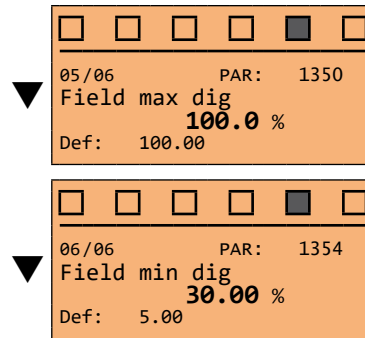 05/06 PAR: 1350
Field max dig
100.0 %
Def: 100.00
06/06 PAR: 1354
Field min dig
30.00 %
Def: 5.00